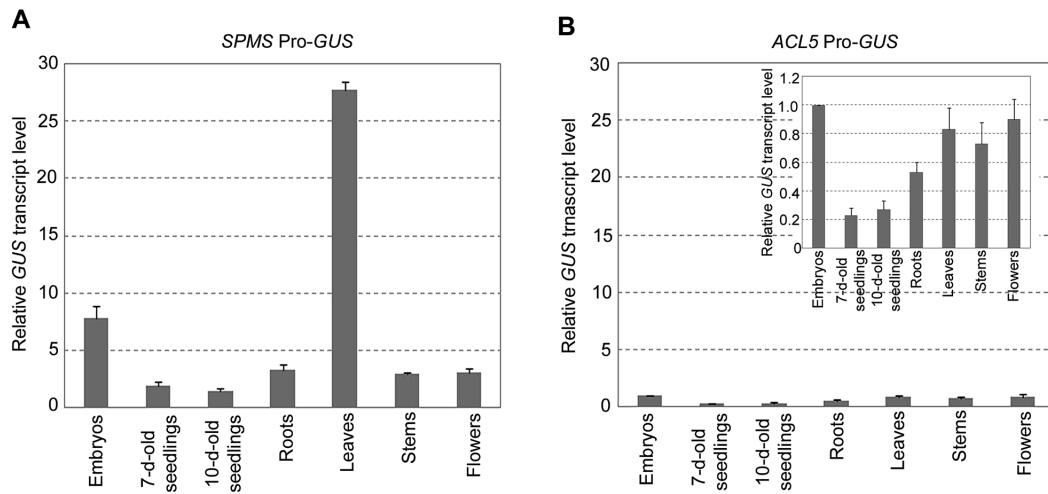 A
SPMS Pro-GUS
Relative GUS transcript level
30
25
20
15
10
5
0
Embryos
7-d-old
seedlings
10-d-old
seedlings
Roots
Leaves
Stems
Flowers
B
ACL5 Pro-GUS
Relative GUS tnascript level
30
25
20
15
10
5
0
Embryos
7-d-old
seedlings
10-d-old
seedlings
Roots
Leaves
Stems
Flowers
Relative GUS transcript level
1.2
1.0
0.8
0.6
0.4
0.2
0
Embryos
7-d-old
seedlings
10-d-old
seedlings
Roots
Leaves
Stems
Flowers